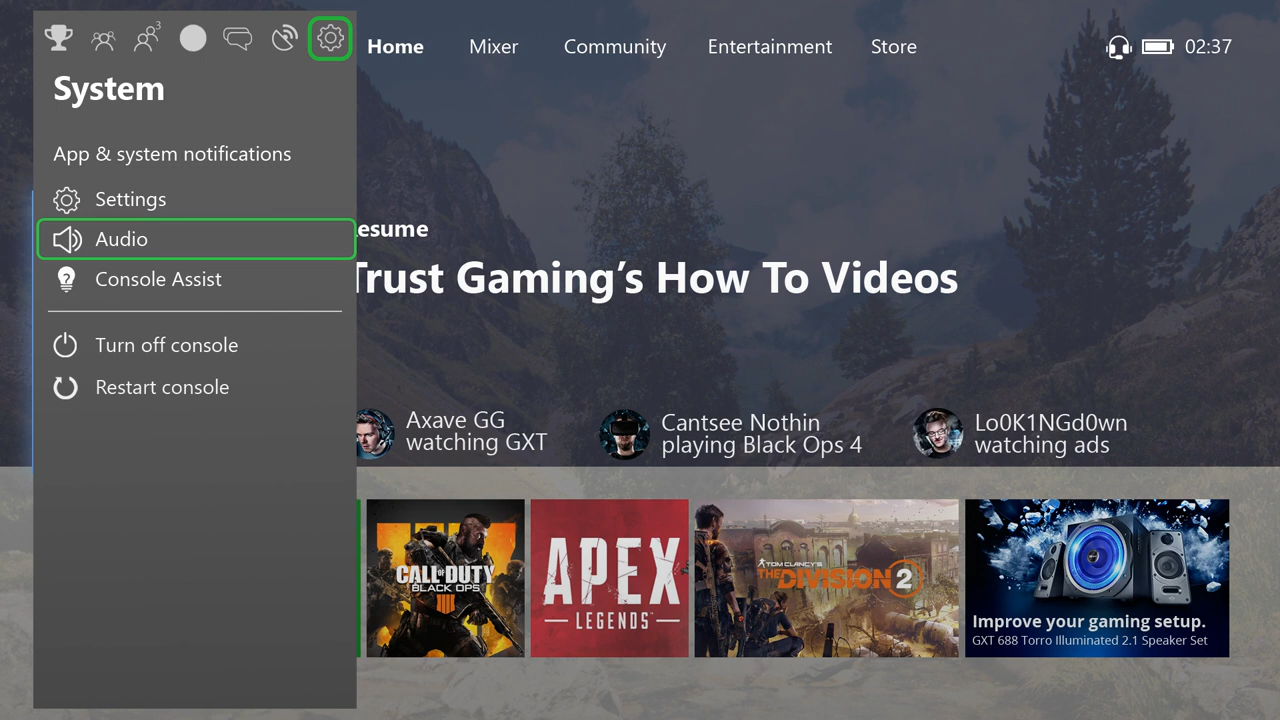 3
Home
Mixer
Community
Entertainment
Store
02:37
System
App & system notifications
Settings
Audio
Console Assist
Turn off console
Restart console
esume
Trust Gaming’s How To Videos
Axave GG
watching GXT
Cantsee Nothin
playing Black Ops 4
Lo0K1NGd0wn
watching ads
CALL OF DUTY
BLACK OPS
IIII
APEX
LEGENDS™
TOM CLANCY'S
THE DIVISION 2
Improve your gaming setup.
GXT 688 Torro Illuminated 2.1 Speaker Set